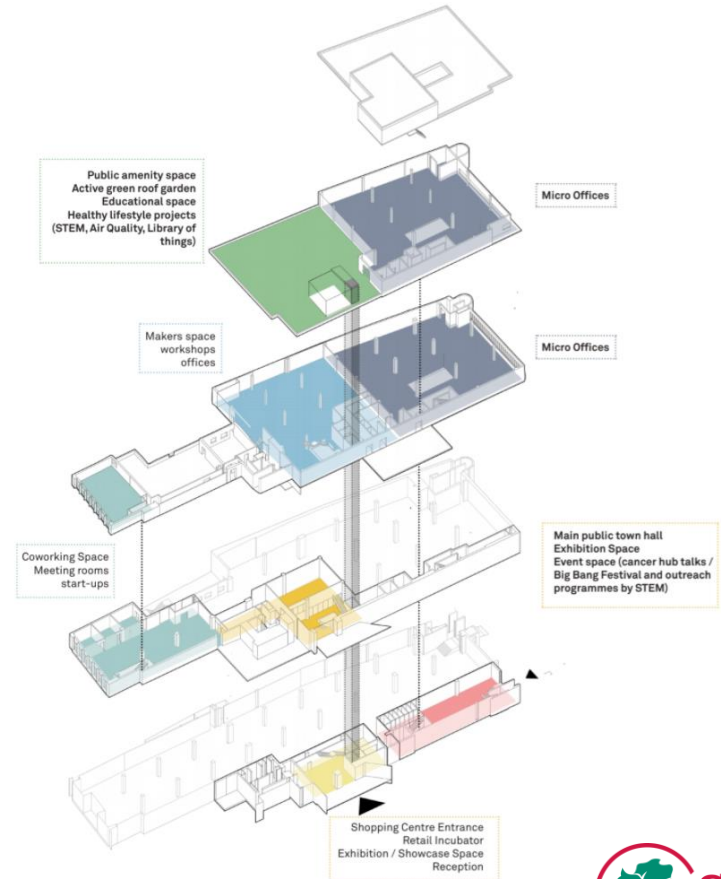 Public amenity space
Active green roof garden
Educational space
Healthy lifestyle projects
(STEM, Air Quality, Library of
things)
Micro Offices
Makers space
workshops
offices
Micro Offices
Coworking Space
Meeting rooms
start-ups
Main public town hall
Exhibition Space
Event space (cancer hub talks /
Big Bang Festival and outreach
programmes by STEM)
Shopping Centre Entrance
Retail Incubator
Exhibition / Showcase Space
Reception